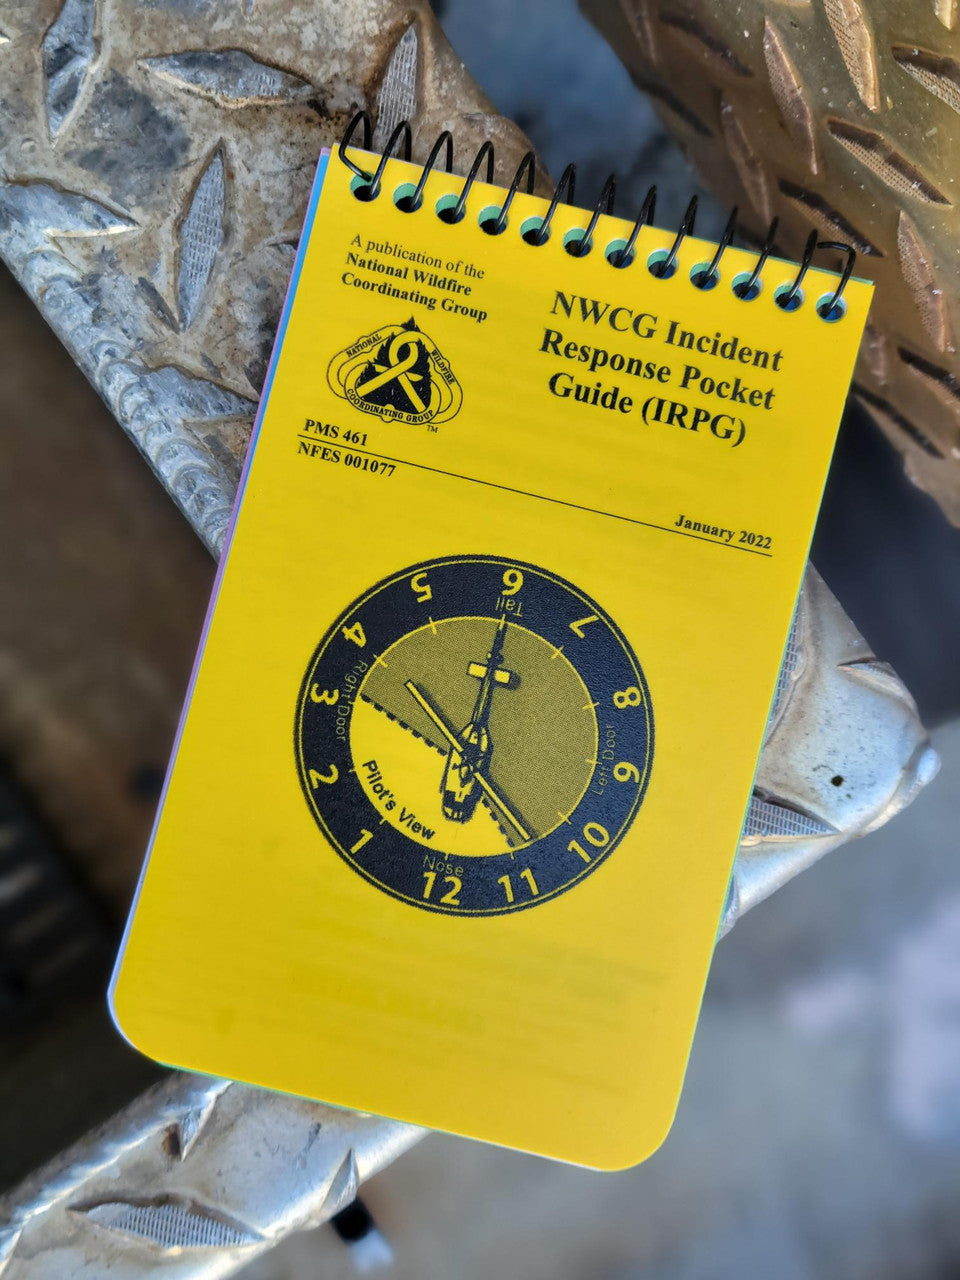 A publication of the
National Wildfire
Coordinating Group
NATIONAL WILDFIRE
COORDINATING GROUP
TM
NWCG Incident
Response Pocket
Guide (IRPG)
PMS 461
NFES 001077
January 2022
6
Tail
5
7
4
Right Door
3
8
Left Door
2
9
Pilot's View
1
10
Nose
12
11